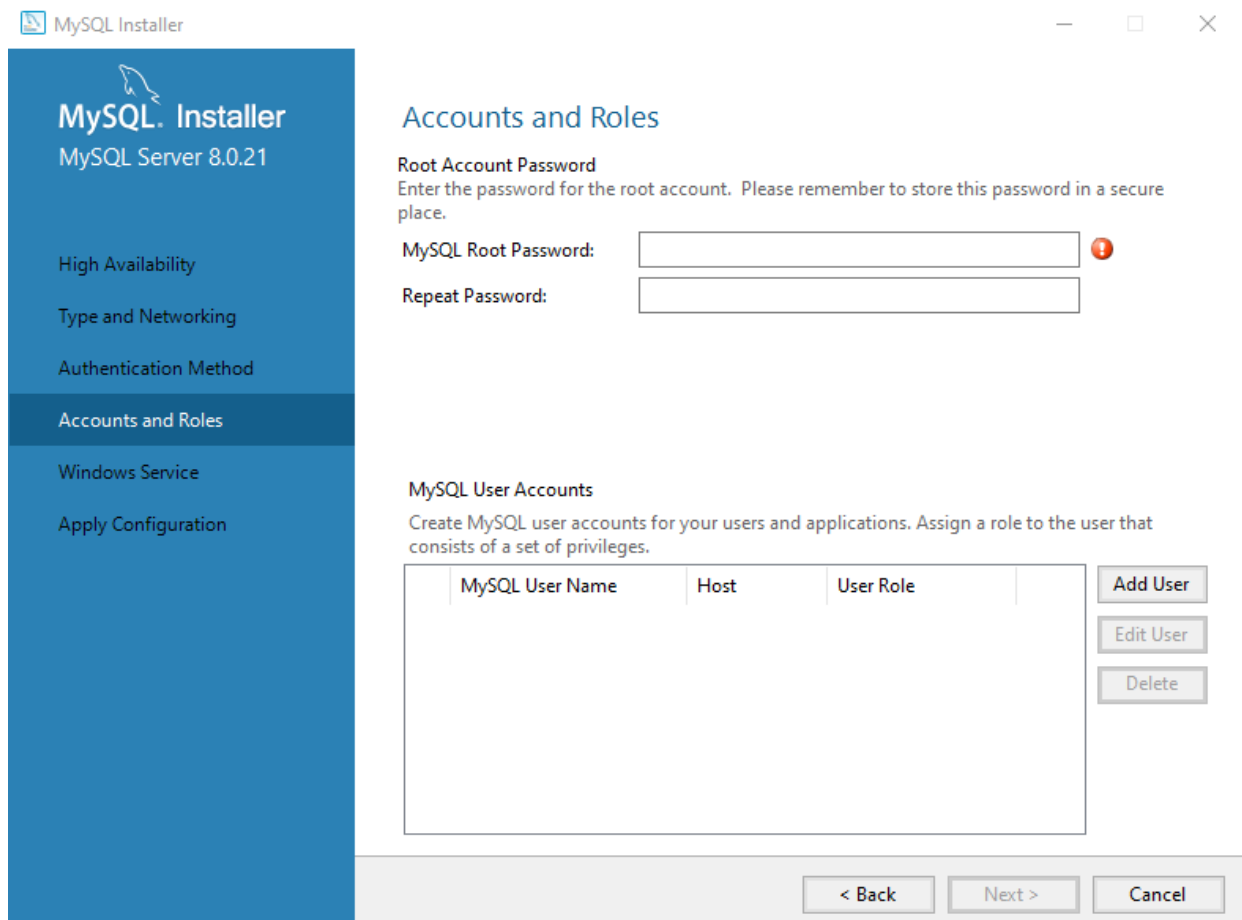 MySQL Installer
MySQL. Installer
MySQL Server 8.0.21
High Availability
Type and Networking
Authentication Method
Accounts and Roles
Windows Service
Apply Configuration
Accounts and Roles
Root Account Password
Enter the password for the root account.  Please remember to store this password in a secure
place.
MySQL Root Password:
Repeat Password:
MySQL User Accounts
Create MySQL user accounts for your users and applications. Assign a role to the user that
consists of a set of privileges.
MySQL User Name Host User Role
Add User
Edit User
Delete
< Back Next > Cancel